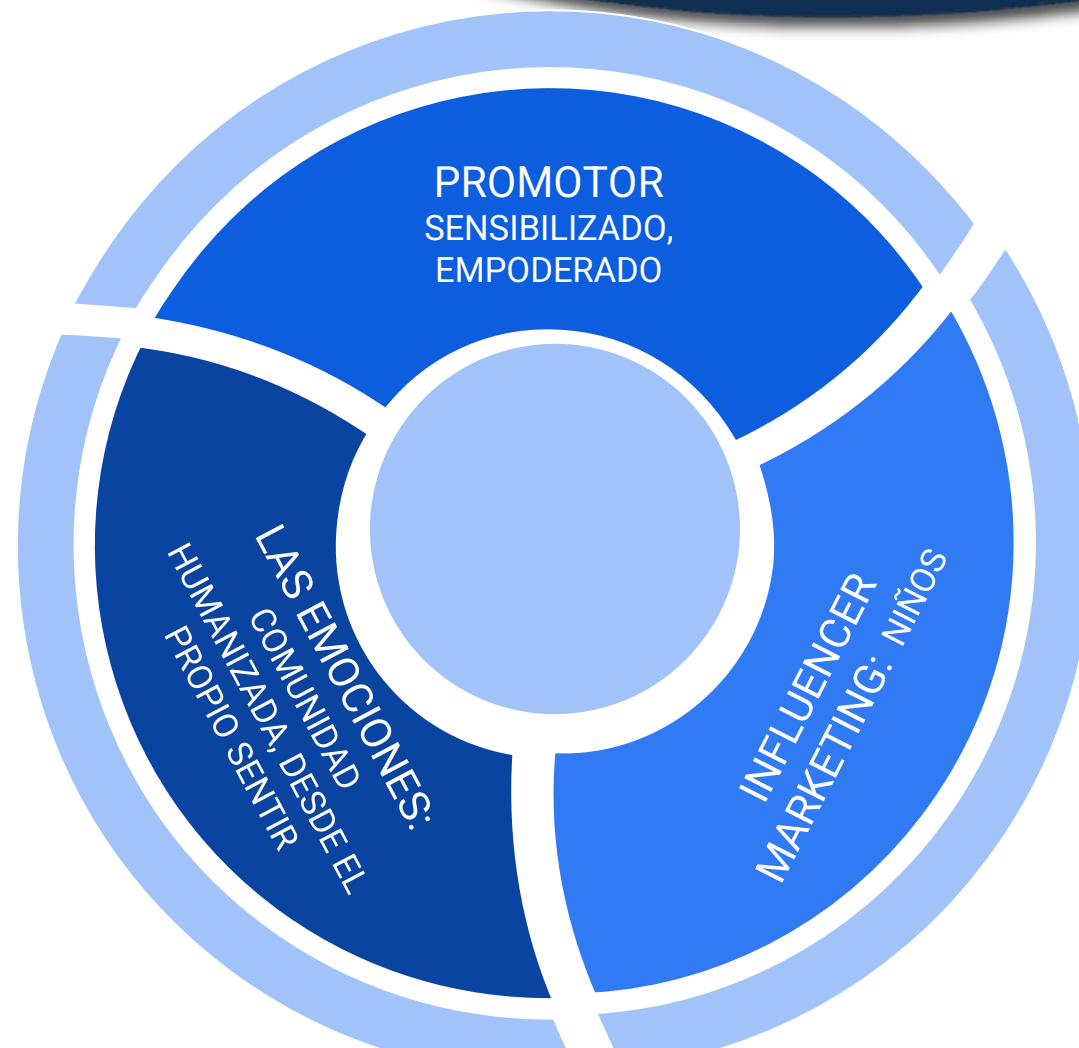 PROMOTOR
SENSIBILIZADO,
EMPODERADO
INFLUENCER
MARKETING: NIÑOS
LAS EMOCIONES:
COMUNIDAD
HUMANIZADA, DESDE EL
PROPIO SENTIR